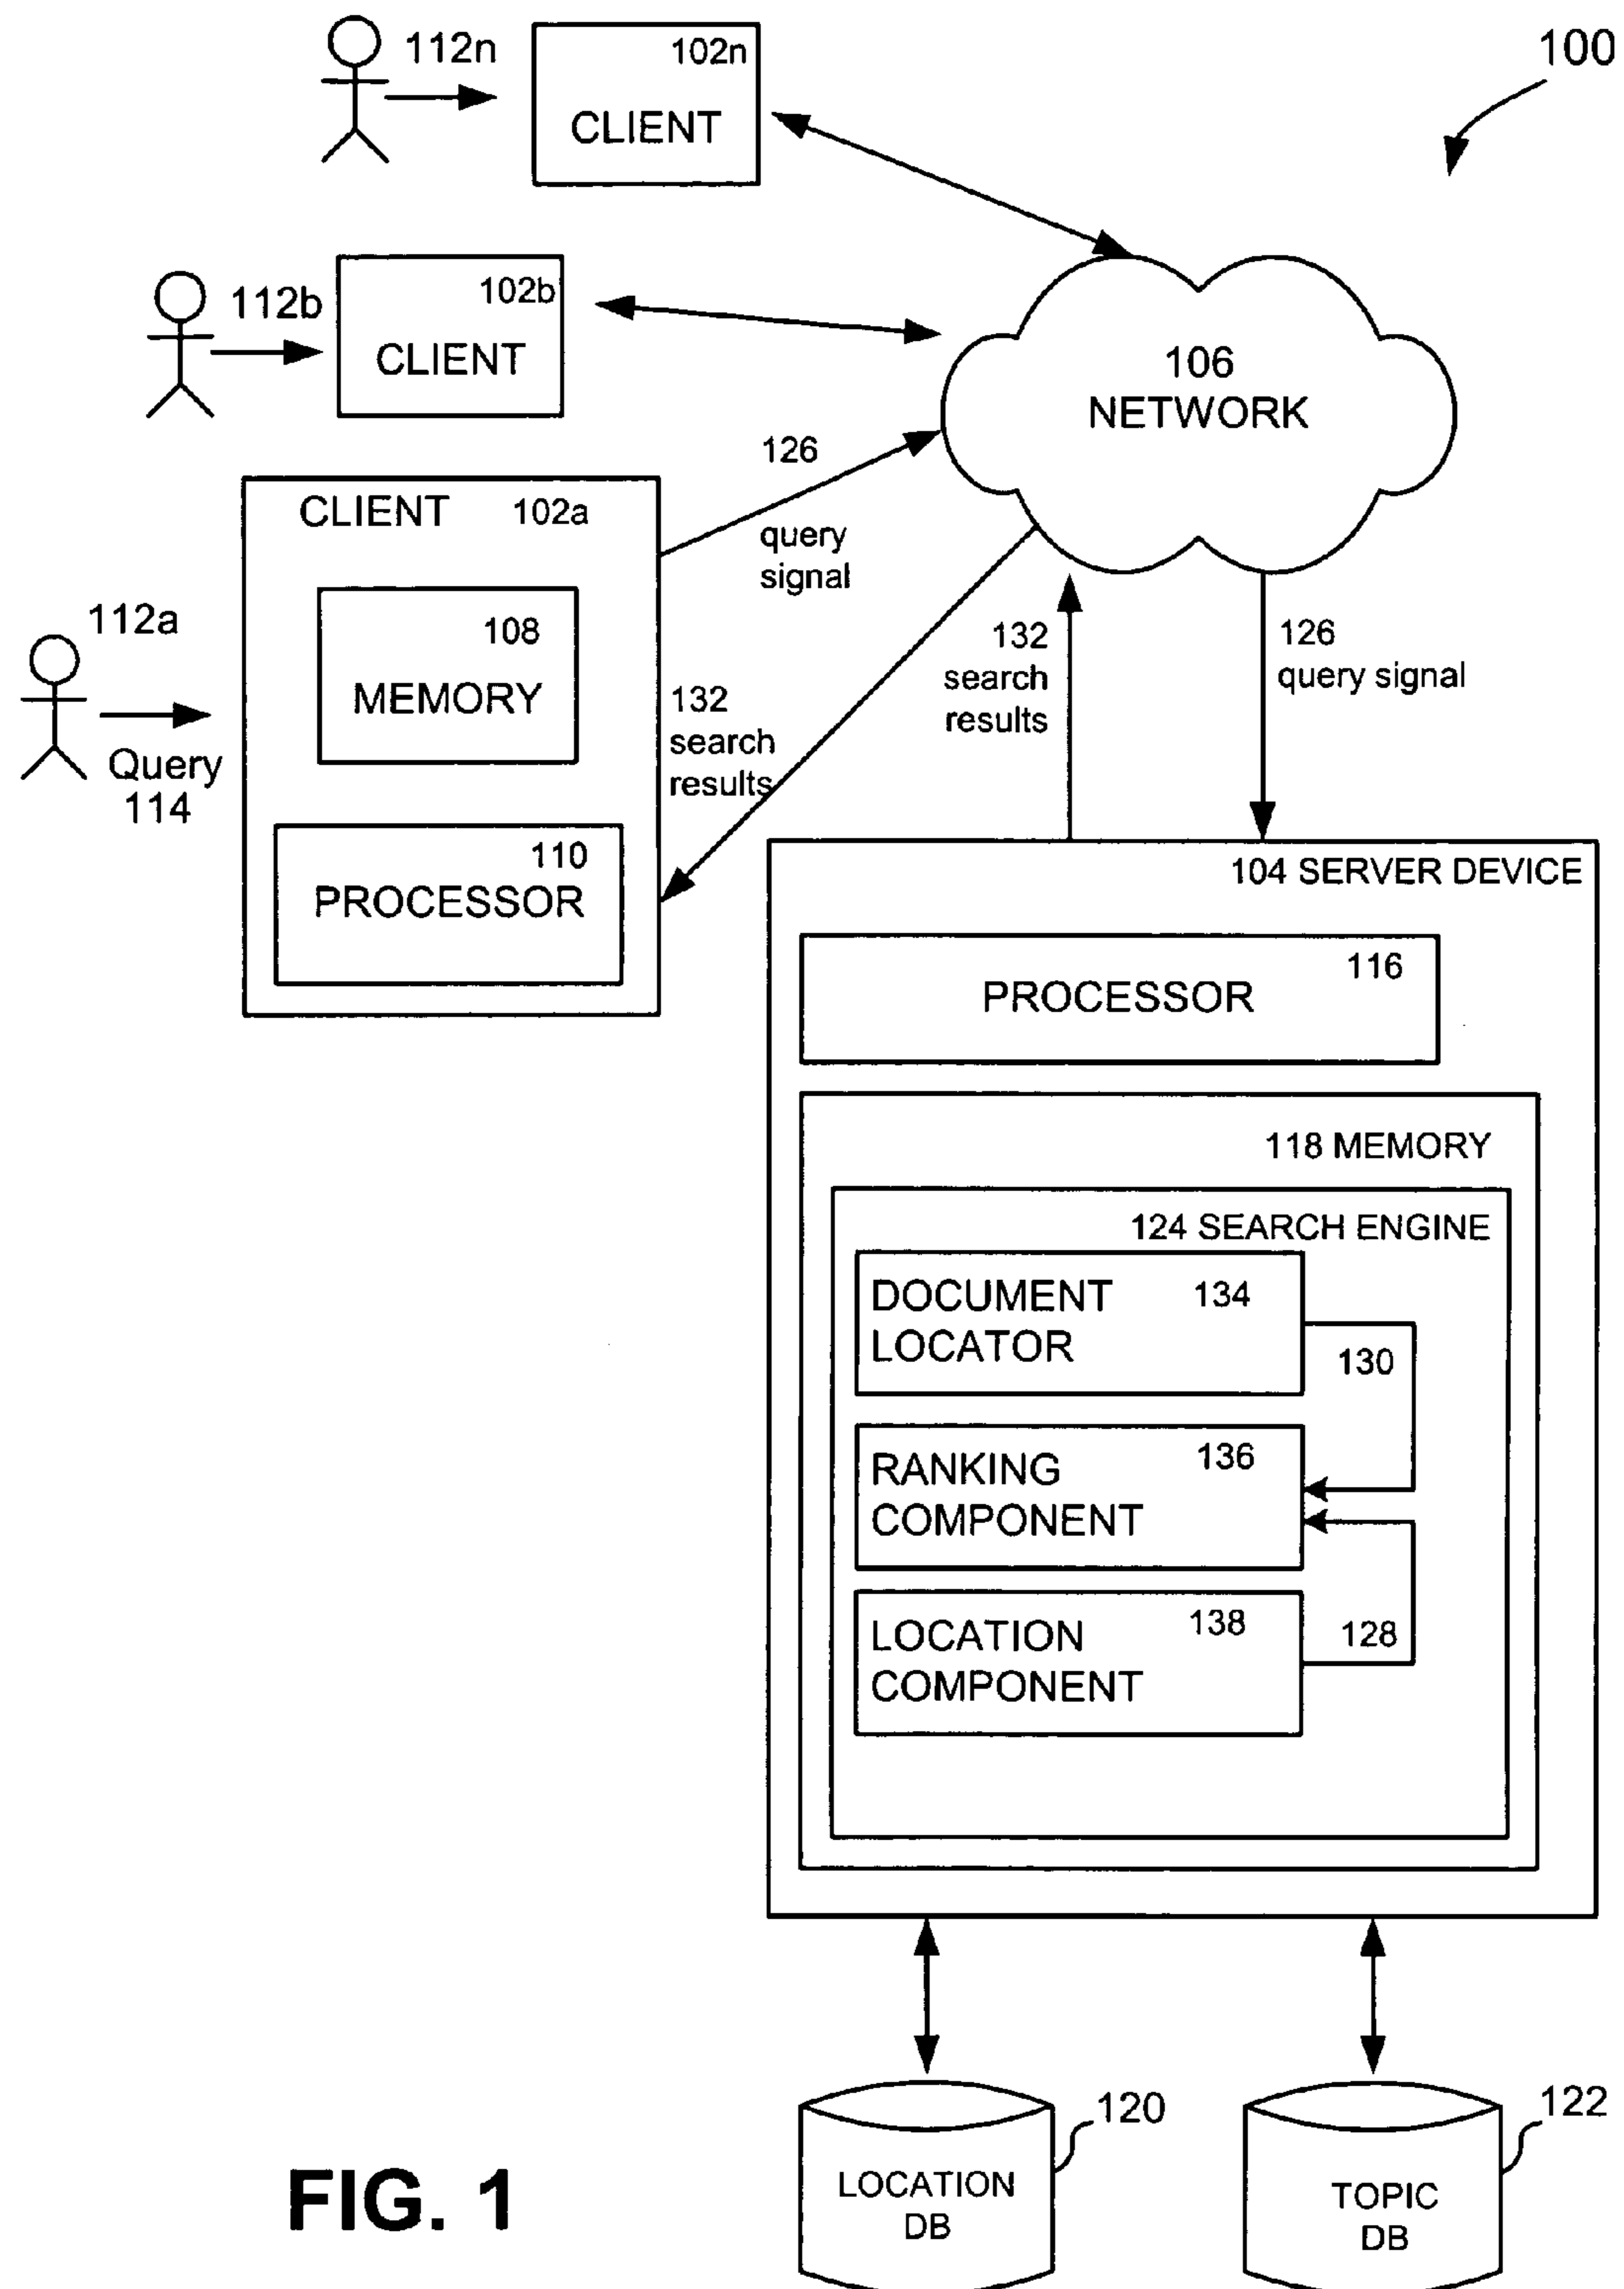 100
112n
102n
CLIENT
112b
102b
CLIENT
106
NETWORK
126
query
signal
CLIENT 102a
108
MEMORY
110
PROCESSOR
112a
Query
114
132
search
results
132
search
results
126
query signal
104 SERVER DEVICE
116
PROCESSOR
118 MEMORY
124 SEARCH ENGINE
DOCUMENT 134
LOCATOR
130
RANKING 136
COMPONENT
LOCATION 138
COMPONENT
128
120
LOCATION
DB
122
TOPIC
DB
FIG. 1